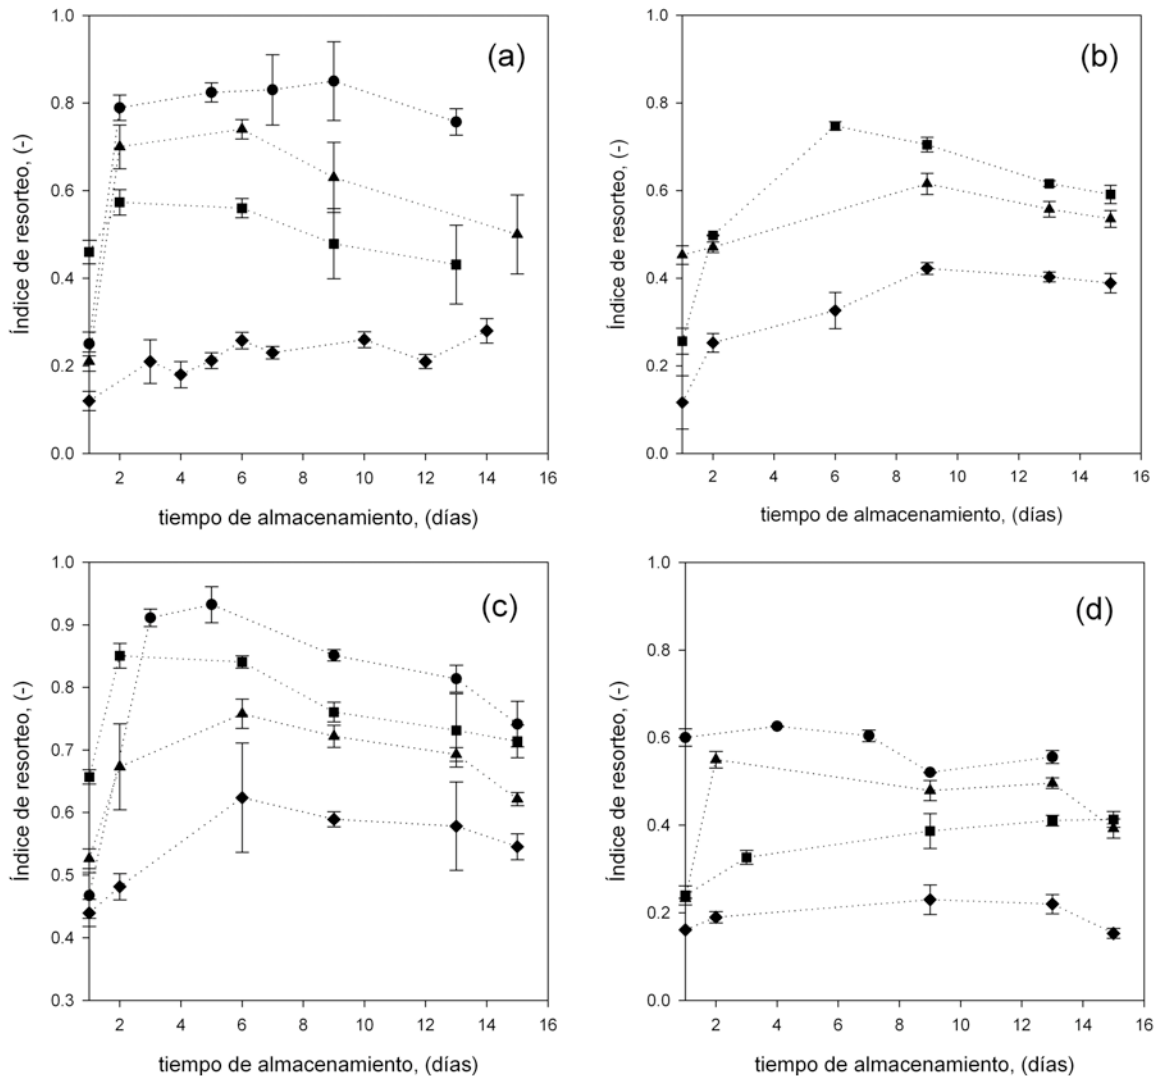 (a)
Índice de resorteo, (-)
1.0
0.8
0.6
0.4
0.2
0.0
2 4 6 8 10 12 14 16
tiempo de almacenamiento, (días)
(b)
Índice de resorteo, (-)
1.0
0.8
0.6
0.4
0.2
0.0
2 4 6 8 10 12 14 16
tiempo de almacenamiento, (días)
(c)
Índice de resorteo, (-)
1.0
0.9
0.8
0.7
0.6
0.5
0.4
0.3
2 4 6 8 10 12 14 16
tiempo de almacenamiento, (días)
(d)
Índice de resorteo, (-)
1.0
0.8
0.6
0.4
0.2
0.0
2 4 6 8 10 12 14 16
tiempo de almacenamiento, (días)